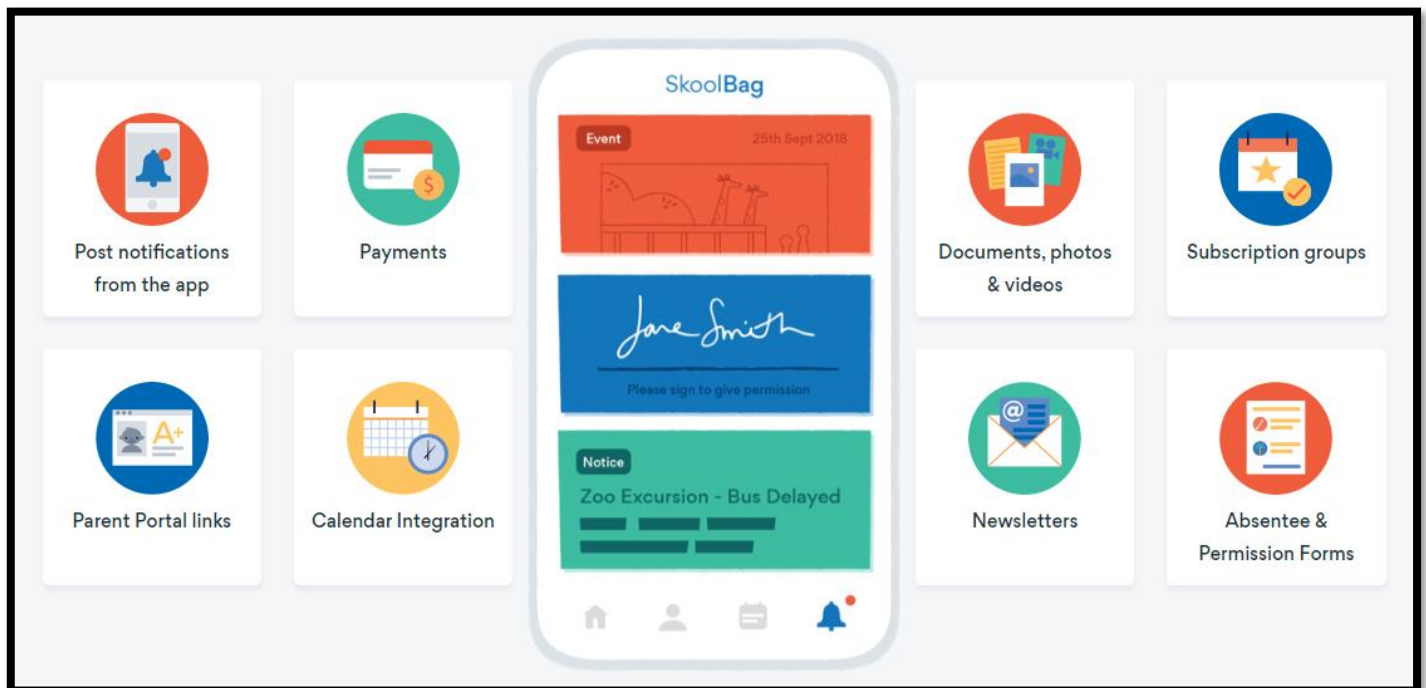 Post notifications
from the app
Payments
SkoolBag
Event
25th Sept 2018
Jane Smith
Please sign to give permission
Notice
Zoo Excursion - Bus Delayed
Documents, photos
& videos
Subscription groups
Parent Portal links
A+
Calendar Integration
$
@
Newsletters
Absentee &
Permission Forms